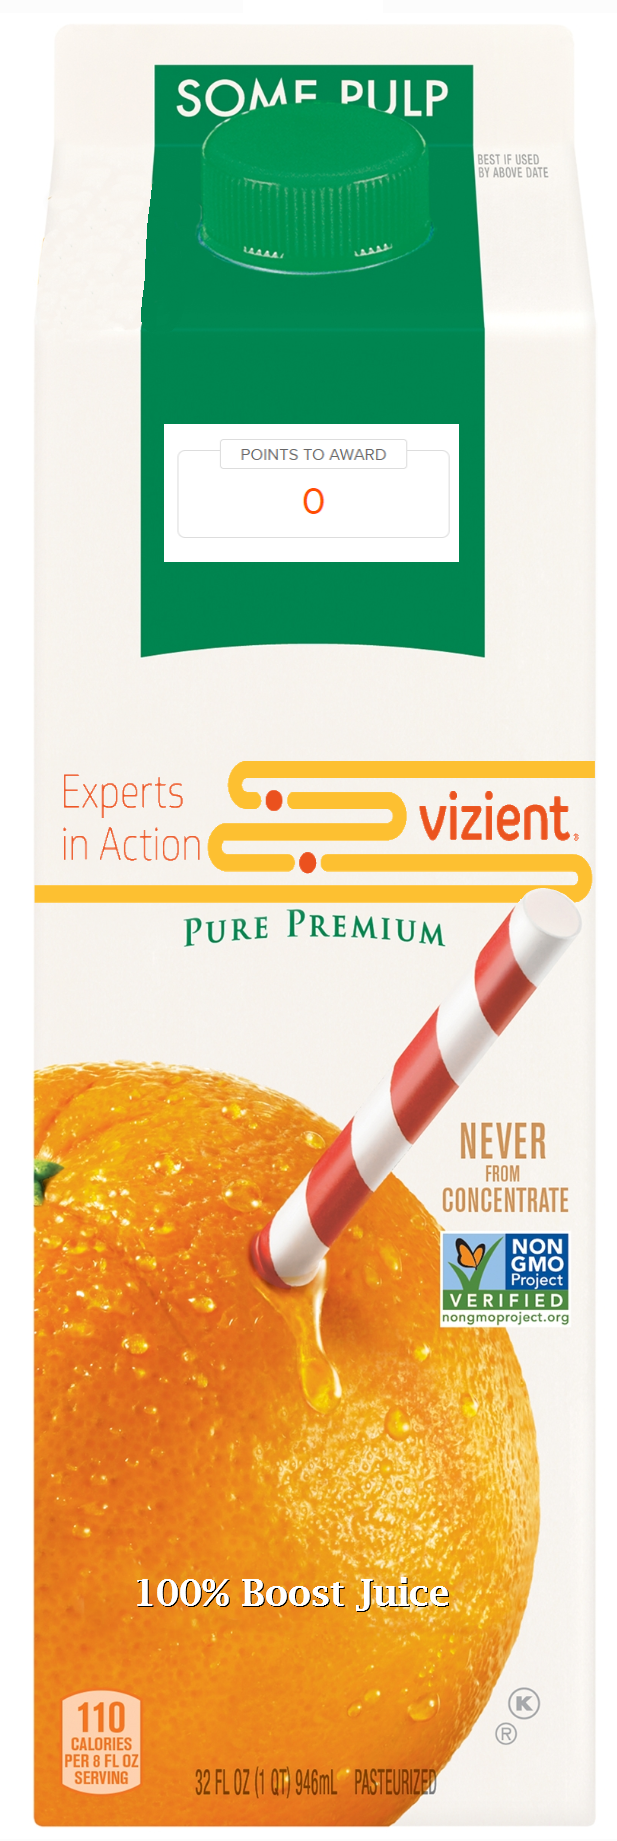 SOME PULP
BEST IF USED
BY ABOVE DATE
POINTS TO AWARD
0
Experts
in Action
vizient®
PURE PREMIUM
NEVER
FROM
CONCENTRATE
NON
GMO
Project
VERIFIED
nongmoproject.org
100% Boost Juice
K
®
110
CALORIES
PER 8 FL OZ
SERVING
32 FL OZ (1 QT) 946mL PASTEURIZED